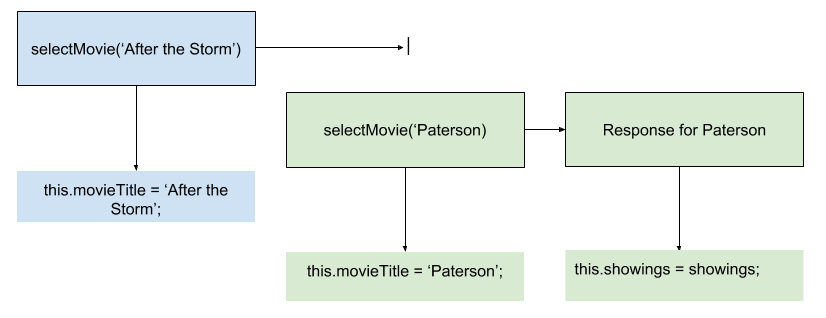 selectMovie(‘After the Storm’)
selectMovie(‘Paterson)
Response for Paterson
this.movieTitle = ‘After the
Storm’;
this.movieTitle = ‘Paterson’;
this.showings = showings;